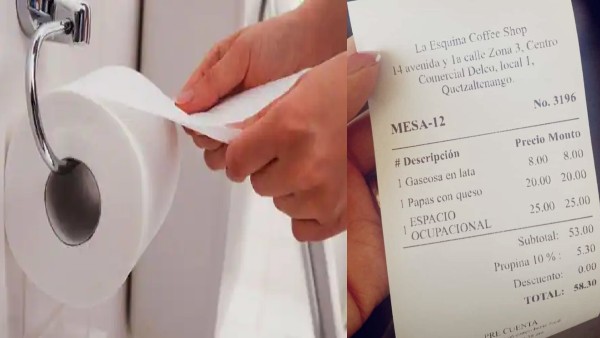 La Esquina Coffee Shop
14 avenida y 1a calle Zona 3, Centro
Comercial Delco, local 1,
Quetzaltenango.
MESA-12 No. 3196
# Descripción Precio Monto
1 Gaseosa en lata 8.00 8.00
1 Papas con queso 20.00 20.00
1 ESPACIO 25.00 25.00
OCUPACIONAL
Subtotal: 53.00
Propina 10 % : 5.30
Descuento: 0.00
TOTAL: 58.30
PRE CUENTA